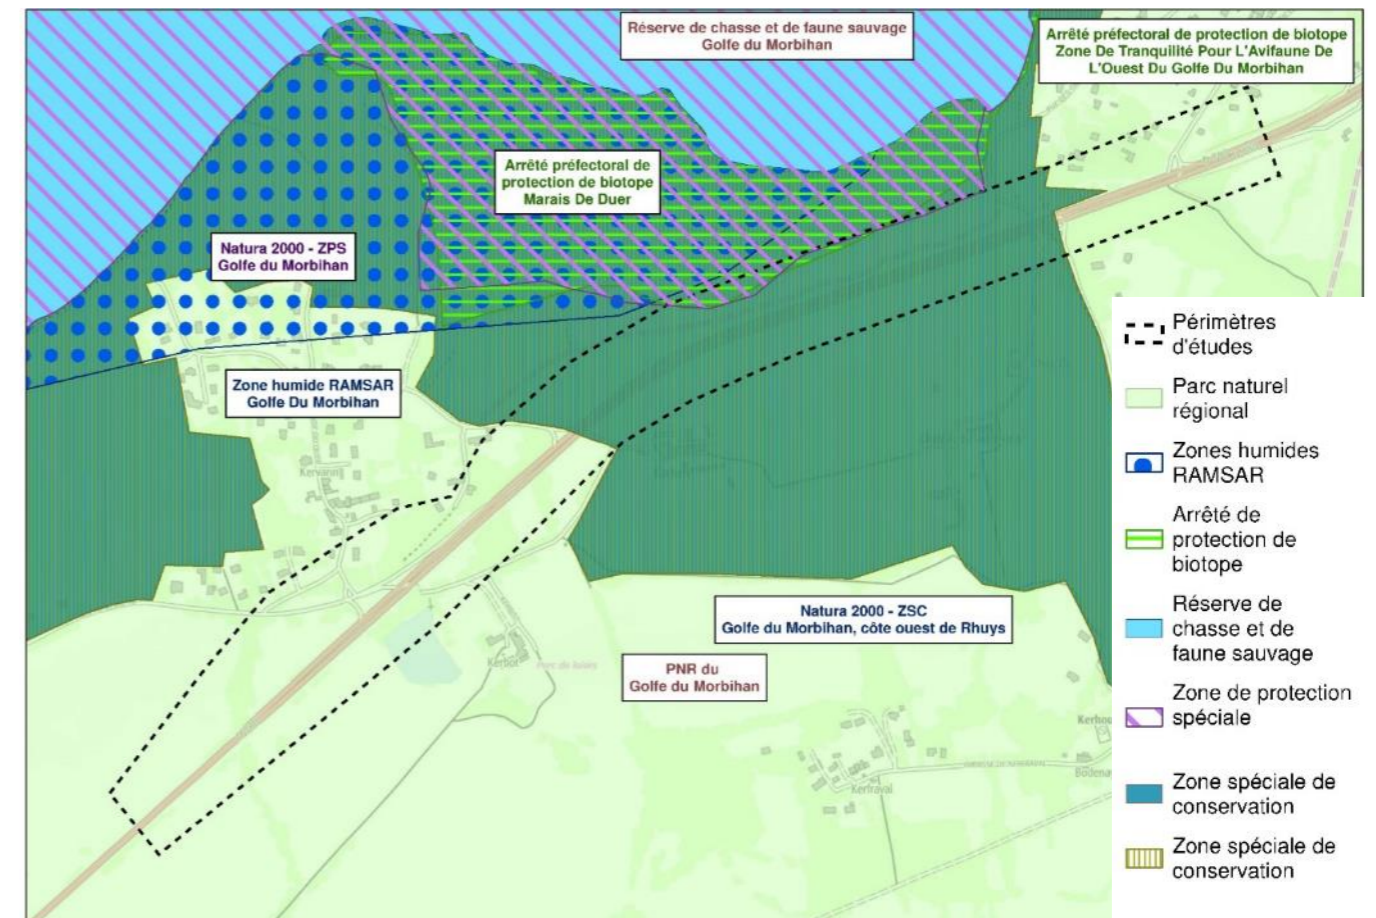 Réserve de chasse et de faune sauvage
Golfe du Morbihan
Arrêté préfectoral de protection de biotope
Zone De Tranquilité Pour L'Avifaune De
L'Ouest Du Golfe Du Morbihan
Arrêté préfectoral de
protection de biotope
Marais De Duer
Natura 2000 - ZPS
Golfe du Morbihan
Zone humide RAMSAR
Golfe Du Morbihan
Natura 2000 - ZSC
Golfe du Morbihan, côte ouest de Rhuys
PNR du
Golfe du Morbihan
Kerbot
Kerfraval
Périmètres
d'études
Parc naturel
régional
Zones humides
RAMSAR
Arrêté de
protection de
biotope
Réserve de
chasse et de
faune sauvage
Zone de protection
spéciale
Zone spéciale de
conservation
Zone spéciale de
conservation